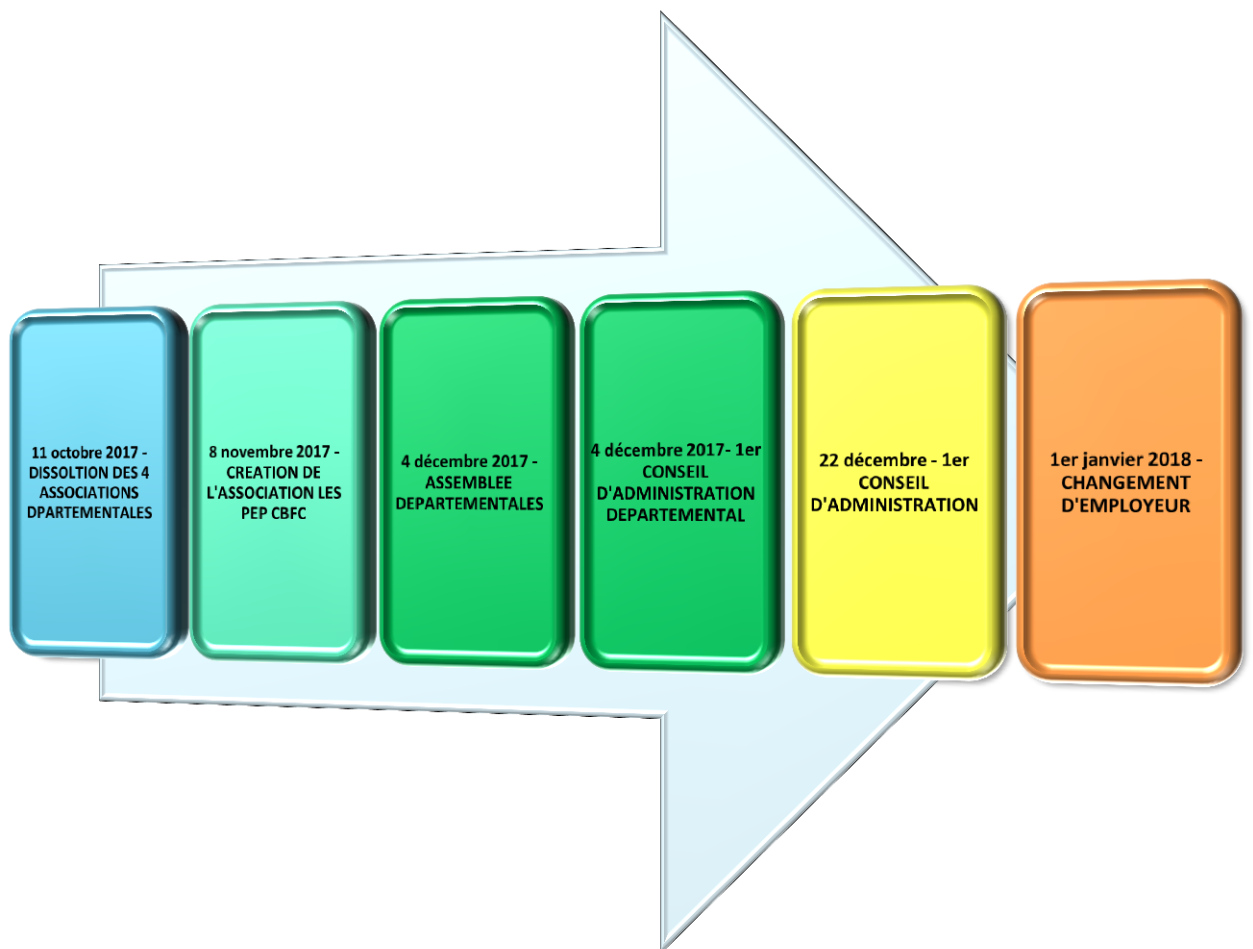 11 octobre 2017 -
DISSOLTION DES 4
ASSOCIATIONS
DPARTEMENTALES
8 novembre 2017 -
CREATION DE
L'ASSOCIATION LES
PEP CBFC
4 décembre 2017 -
ASSEMBLEE
DEPARTEMENTALES
4 décembre 2017- 1er
CONSEIL
D'ADMINISTRATION
DEPARTEMENTAL
22 décembre - 1er
CONSEIL
D'ADMINISTRATION
1er janvier 2018 -
CHANGEMENT
D'EMPLOYEUR